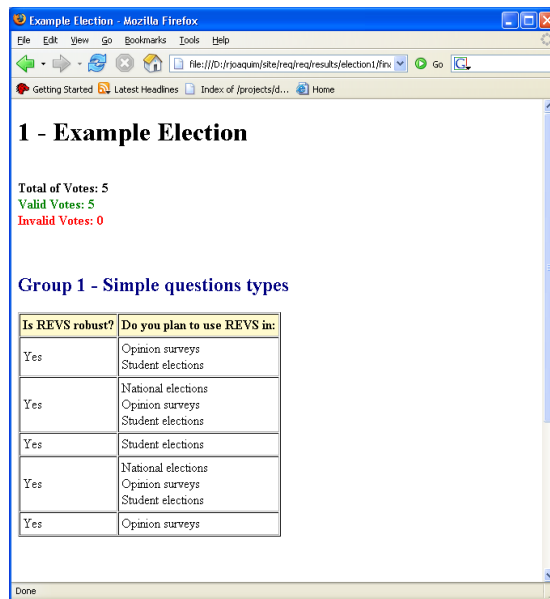 Example Election - Mozilla Firefox
File Edit View Go Bookmarks Tools Help
file:///D:/rjoaquim/site/req/req/results/election1/fin Go
Getting Started Latest Headlines Index of /projects/d... Home
1 - Example Election
Total of Votes: 5
Valid Votes: 5
Invalid Votes: 0
Group 1 - Simple questions types
Is REVS robust? Do you plan to use REVS in:
Yes Opinion surveys
Student elections
Yes National elections
Opinion surveys
Student elections
Yes Student elections
Yes National elections
Opinion surveys
Student elections
Yes Opinion surveys
Done